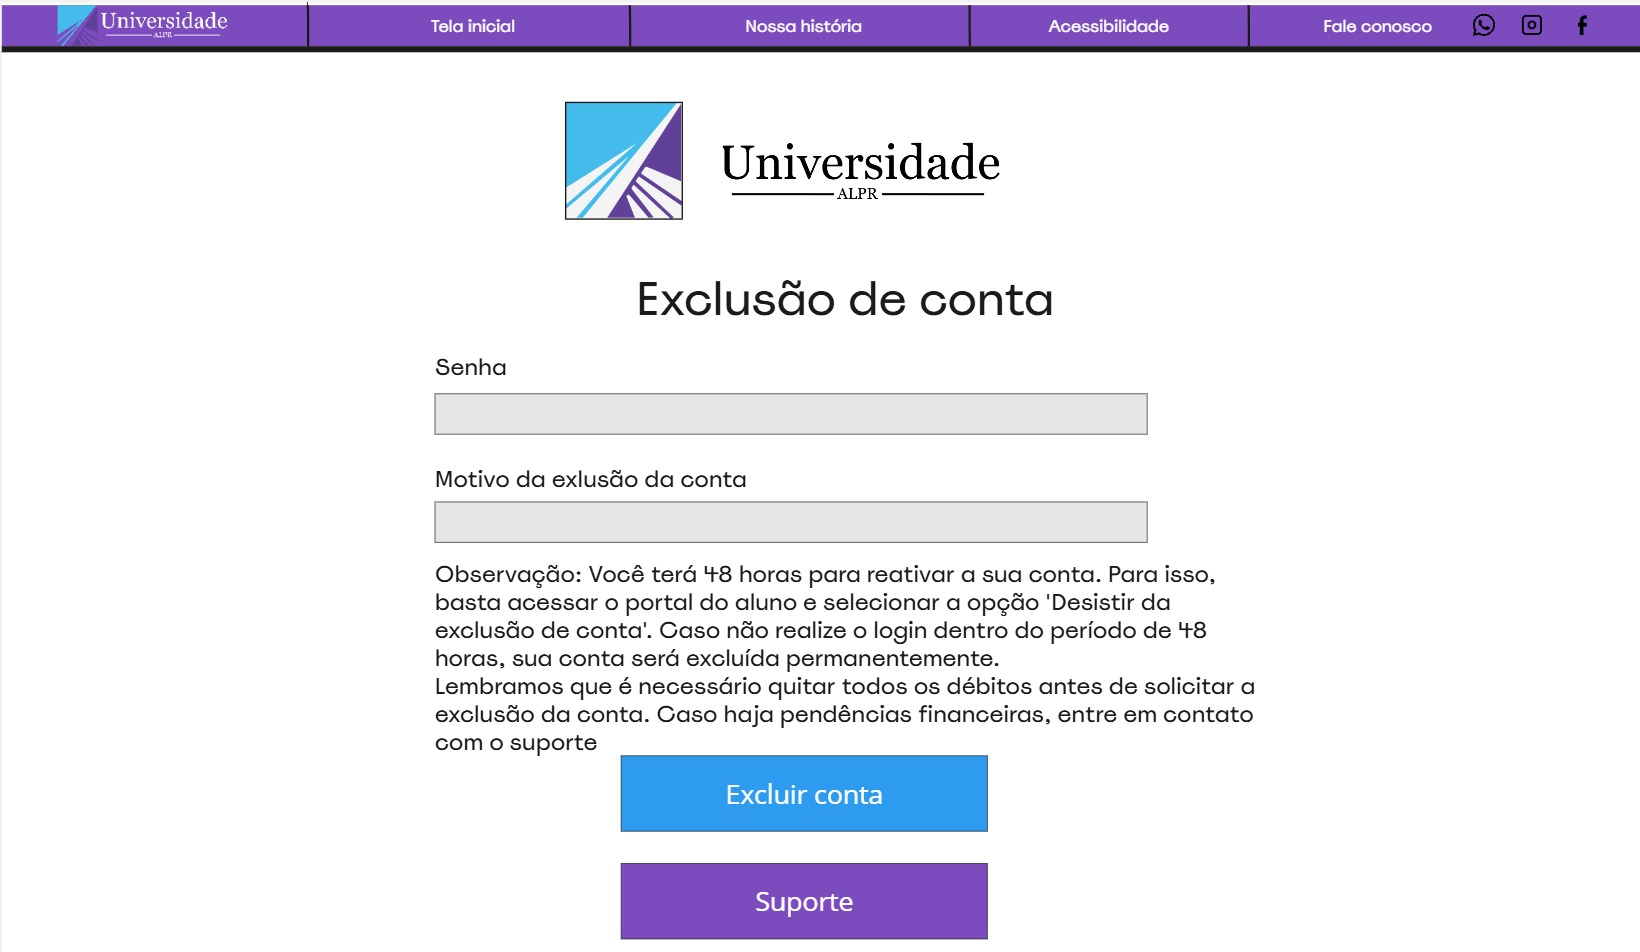 Universidade
ALPR
Tela inicial
Nossa história
Acessibilidade
Fale conosco
Universidade
ALPR
Exclusão de conta
Senha
Motivo da exlusão da conta
Observação: Você terá 48 horas para reativar a sua conta. Para isso,
basta acessar o portal do aluno e selecionar a opção 'Desistir da
exclusão de conta'. Caso não realize o login dentro do período de 48
horas, sua conta será excluída permanentemente.
Lembramos que é necessário quitar todos os débitos antes de solicitar a
exclusão da conta. Caso haja pendências financeiras, entre em contato
com o suporte
Excluir conta
Suporte